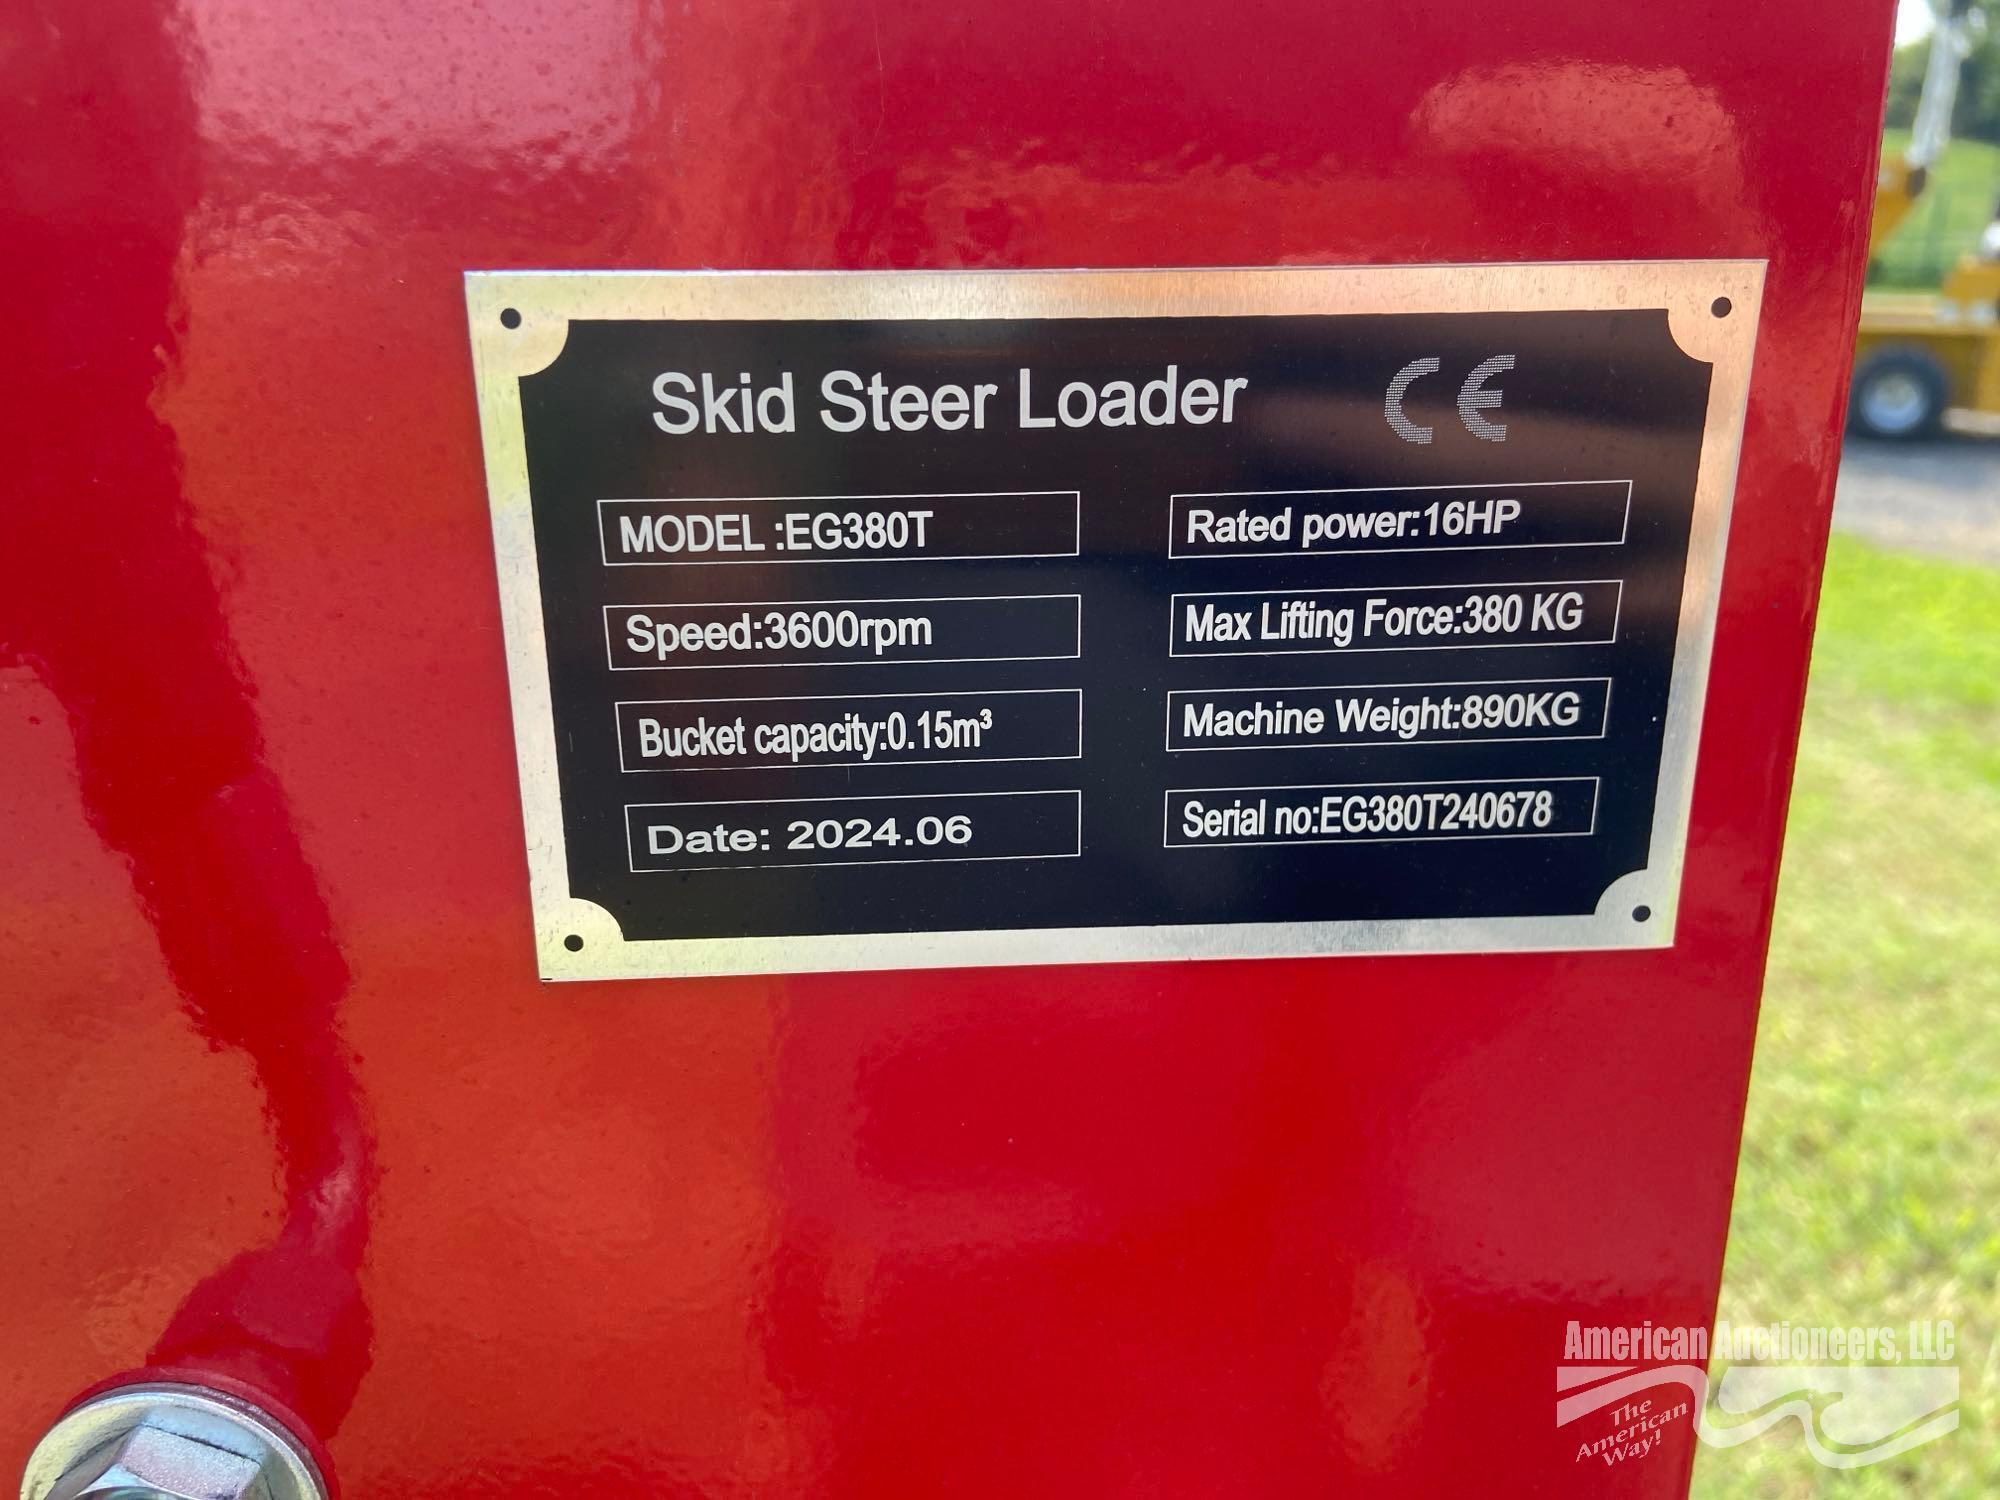 Skid Steer Loader CE
MODEL :EG380T
Rated power:16HP
Speed:3600rpm
Max Lifting Force:380 KG
Bucket capacity:0.15m³
Machine Weight:890KG
Date: 2024.06
Serial no:EG380T240678
American Auctioneers, LLC
The
American
Way!